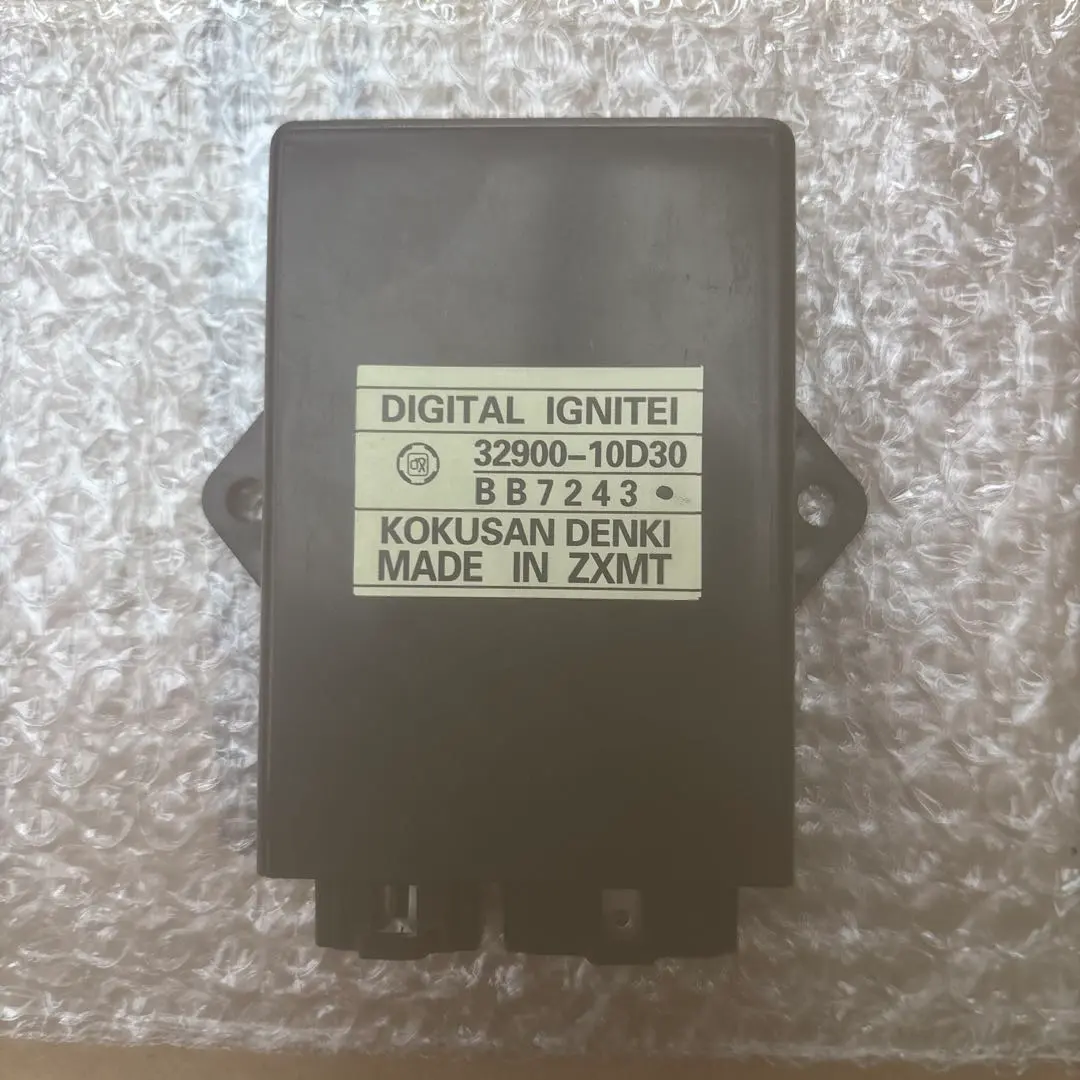 DIGITAL IGNITEI
32900-10D30
BB7243
KOKUSAN DENKI
MADE IN ZXMT